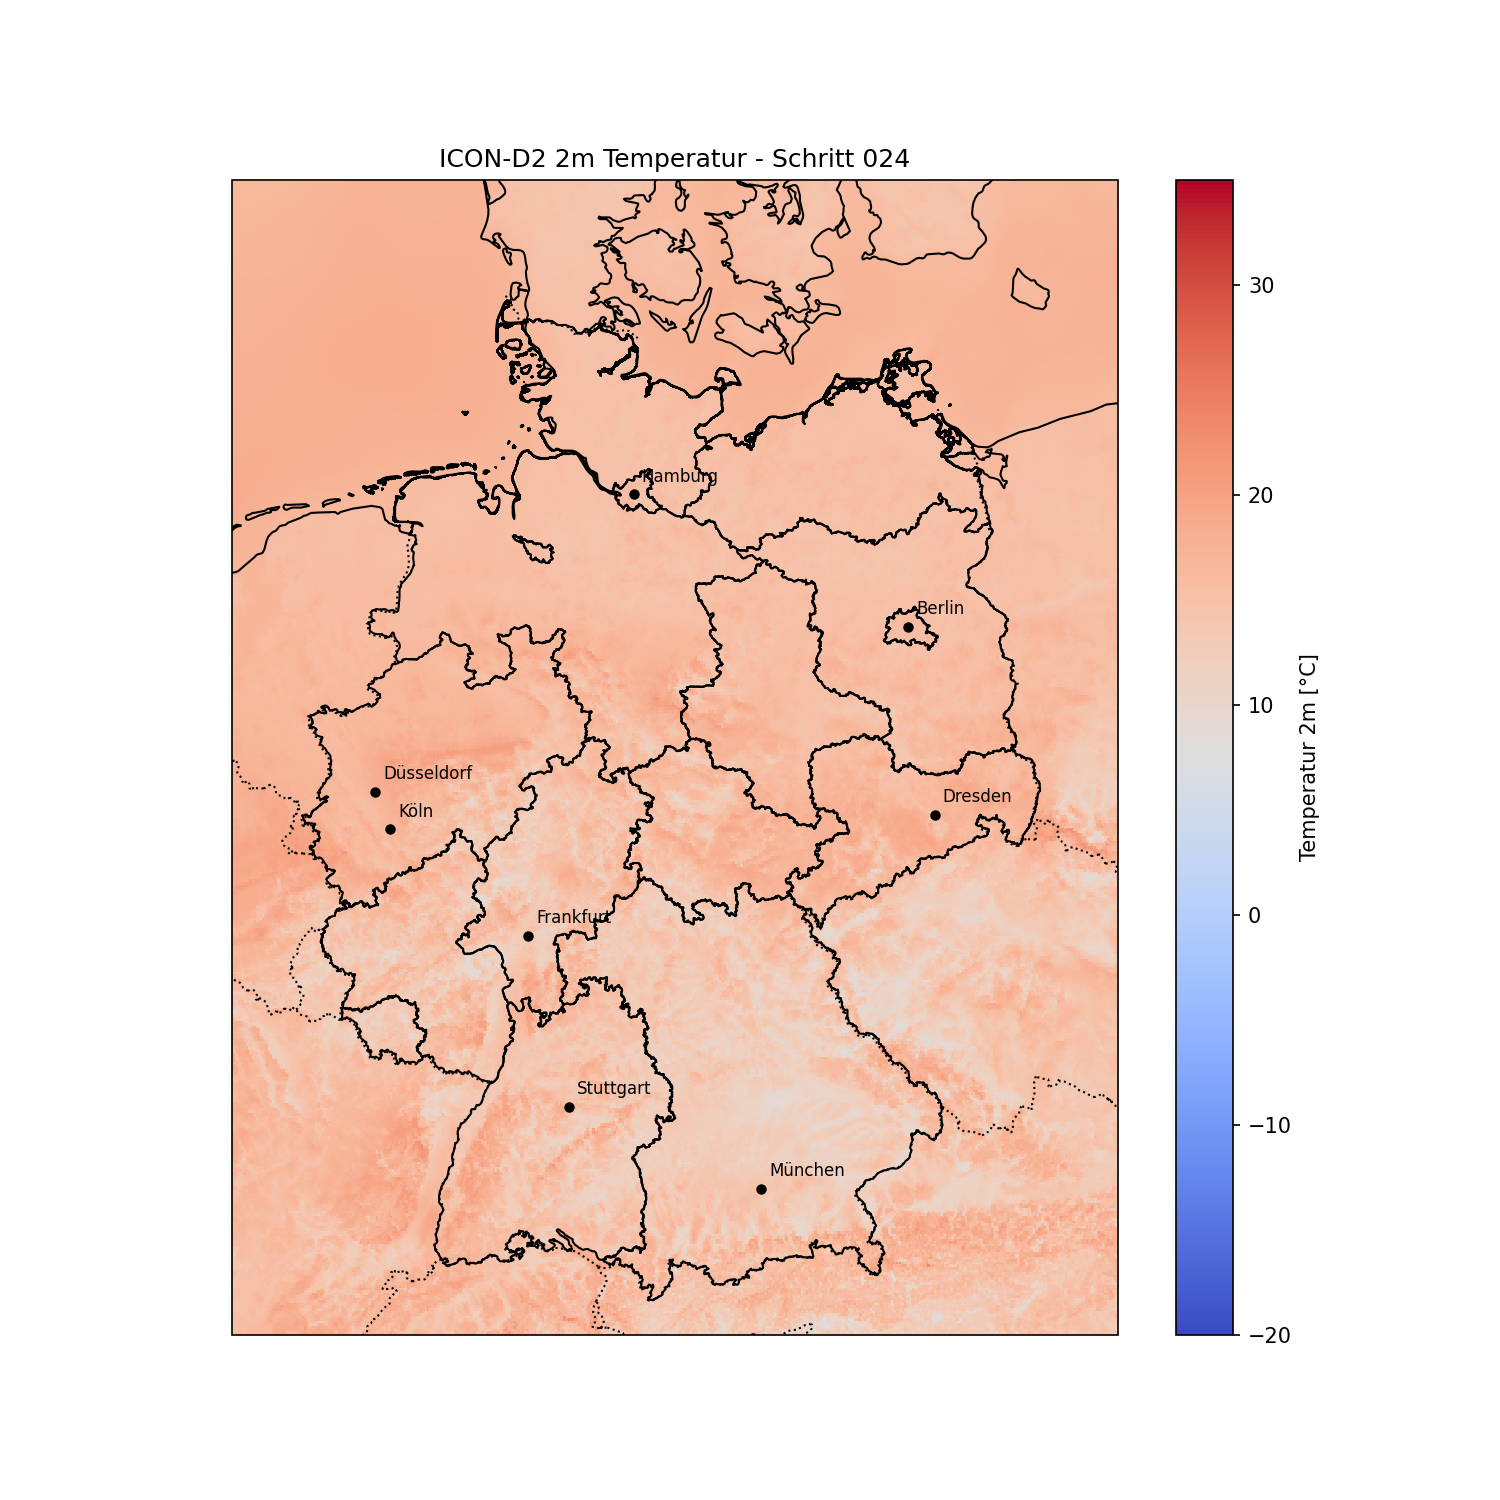 ICON-D2 2m Temperatur - Schritt 024
Hamburg
Berlin
Düsseldorf
Köln
Dresden
Frankfurt
Stuttgart
München
30
20
10
0
−10
−20
Temperatur 2m [°C]